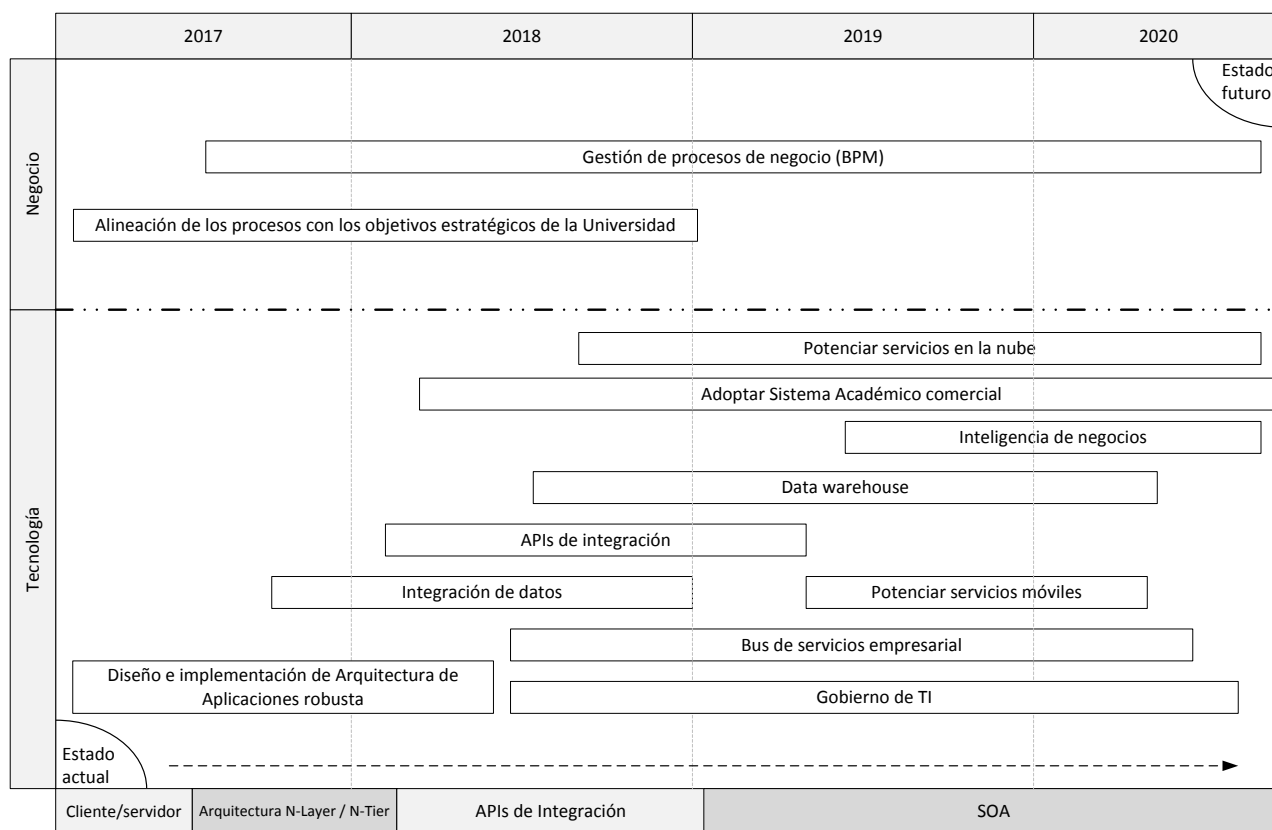 2017
2018
2019
2020
Estado
futuro
Negocio
Gestión de procesos de negocio (BPM)
Alineación de los procesos con los objetivos estratégicos de la Universidad
Tecnología
Potenciar servicios en la nube
Adoptar Sistema Académico comercial
Inteligencia de negocios
Data warehouse
APIs de integración
Integración de datos
Potenciar servicios móviles
Bus de servicios empresarial
Diseño e implementación de Arquitectura de
Aplicaciones robusta
Gobierno de TI
Estado
actual
Cliente/servidor
Arquitectura N-Layer / N-Tier
APIs de Integración
SOA